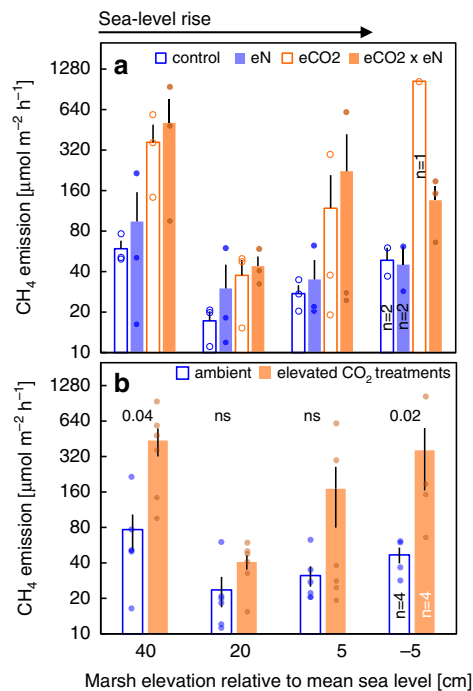 Sea-level rise
a
control eN eCO2 eCO2 x eN
1280
640
320
160
80
40
20
10
CH₄ emission [µmol m⁻² h⁻¹]
n=2
n=2
n=1
b
ambient elevated CO₂ treatments
0.04 ns ns 0.02
1280
640
320
160
80
40
20
10
CH₄ emission [µmol m⁻² h⁻¹]
n=4
n=4
40 20 5 –5
Marsh elevation relative to mean sea level [cm]